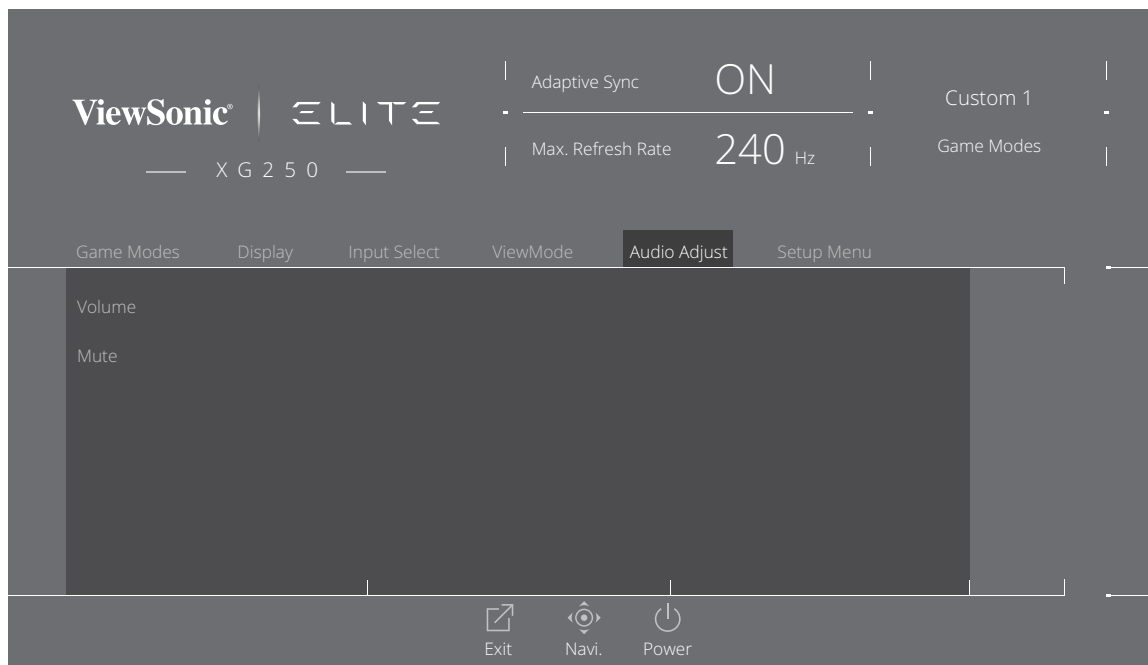 Adaptive Sync ON
ViewSonic® ELITE
Custom 1
Max. Refresh Rate 240 Hz
Game Modes
XG250
Game Modes Display Input Select ViewMode Audio Adjust Setup Menu
Volume
Mute
Exit Navi. Power